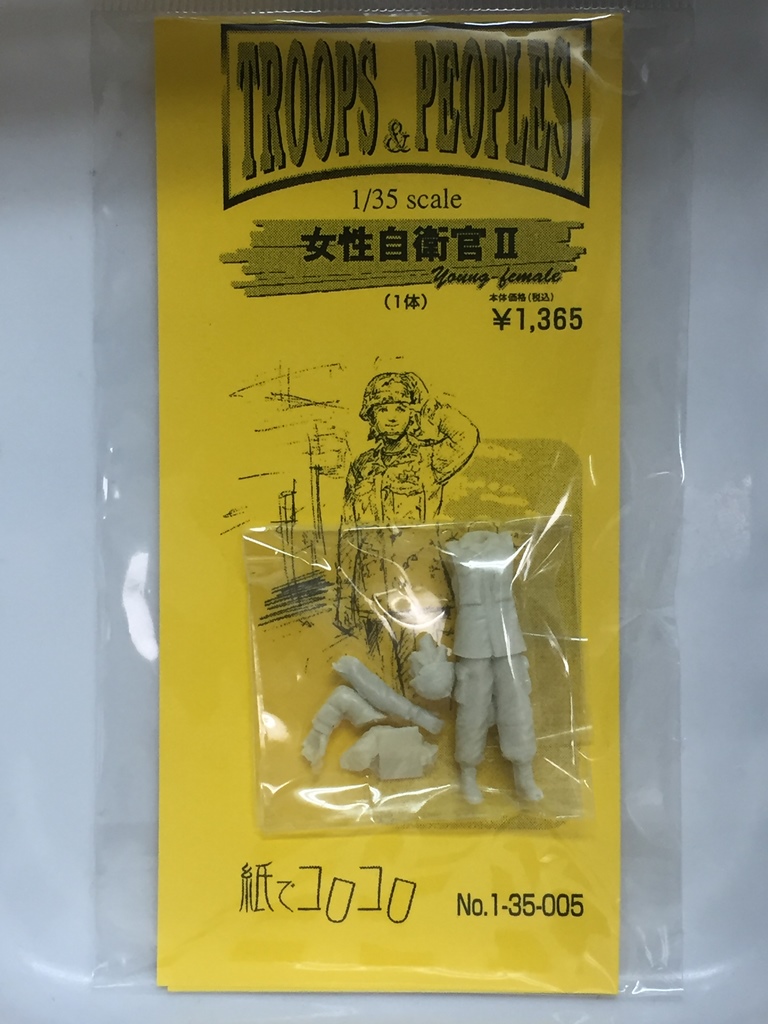 TROOPS & PEOPLES
1/35 scale
女性自衛官Ⅱ
Young-female
(1体)
本体価格(税込)
¥1,365
紙でコロコロ
No.1-35-005